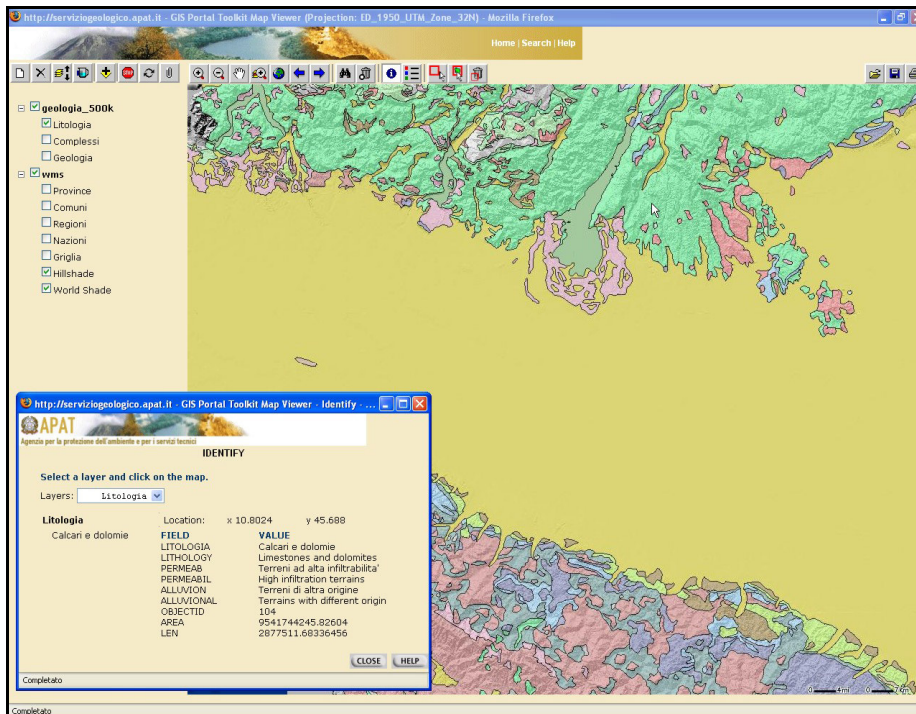 http://serviziogeologico.apat.it - GIS Portal Toolkit Map Viewer (Projection: ED_1950_UTM_Zone_32N) - Mozilla Firefox
Home | Search | Help
STOP
geologia_500k
Litologia
Complessi
Geologia
wms
Province
Comuni
Regioni
Nazioni
Griglia
Hillshade
World Shade
http://serviziogeologico.apat.it - GIS Portal Toolkit Map Viewer - Identify - ...
APAT
Agenzia per la protezione dell'ambiente e per i servizi tecnici
IDENTIFY
Select a layer and click on the map.
Layers: Litologia
Litologia Location: x 10.8024 y 45.688
Calcari e dolomie FIELD VALUE
LITOLOGIA Calcari e dolomie
LITHOLOGY Limestones and dolomites
PERMEAB Terreni ad alta infiltrabilita'
PERMEABIL High infiltration terrains
ALLUVION Terreni di altra origine
ALLUVIONAL Terrains with different origin
OBJECTID 104
AREA 9541744245.82604
LEN 2877511.68336456
CLOSE HELP
Completato
0 4mi 0 7Km
Completato